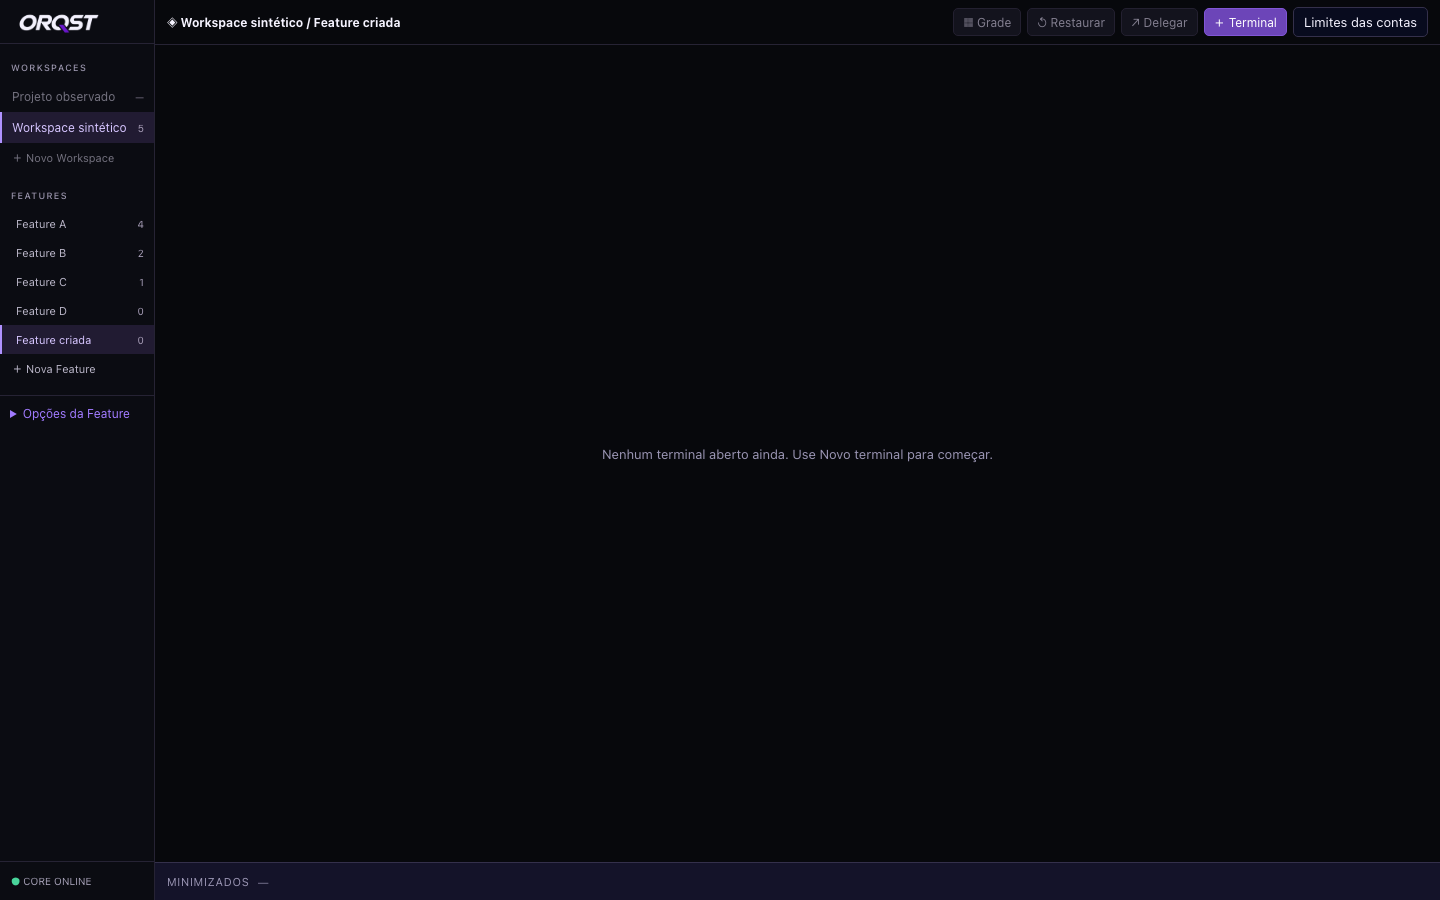 ORQST
◈ Workspace sintético / Feature criada
▦ Grade
↺ Restaurar
↗ Delegar
+ Terminal
Limites das contas
WORKSPACES
Projeto observado —
Workspace sintético 5
+ Novo Workspace
FEATURES
Feature A 4
Feature B 2
Feature C 1
Feature D 0
Feature criada 0
+ Nova Feature
▶ Opções da Feature
Nenhum terminal aberto ainda. Use Novo terminal para começar.
CORE ONLINE
MINIMIZADOS —